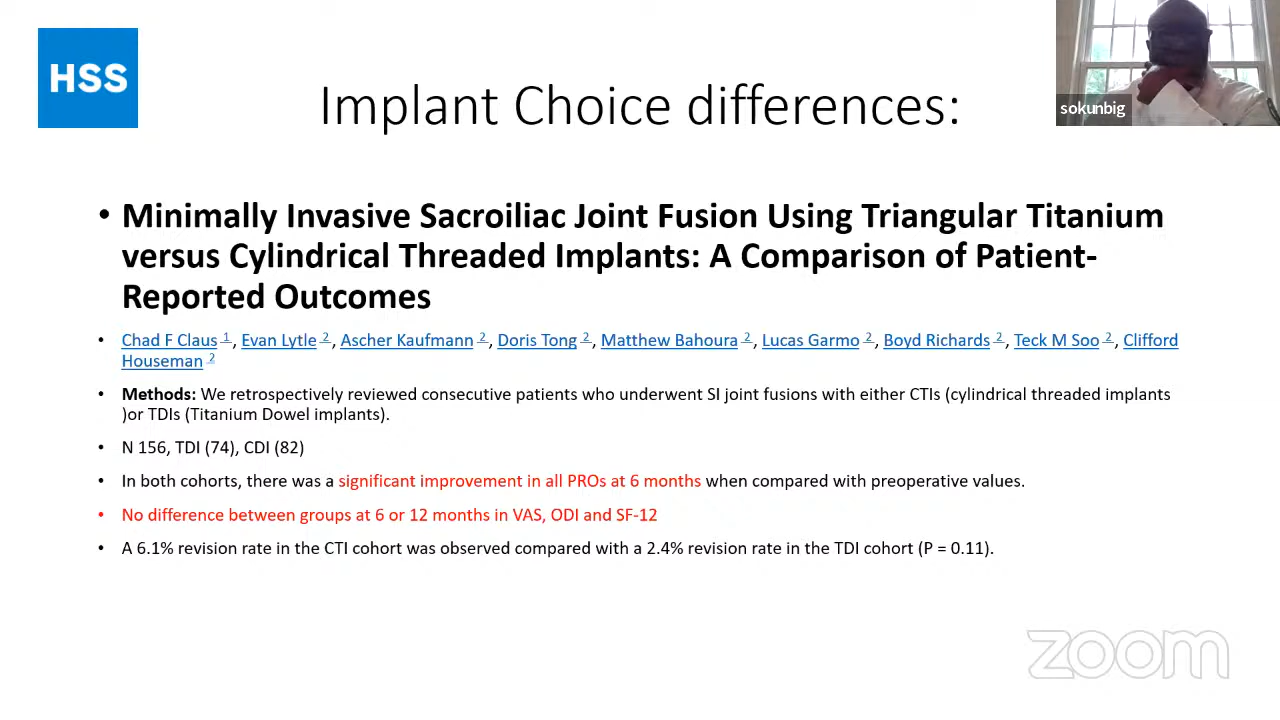 HSS
Implant Choice differences:
sokunbig
• Minimally Invasive Sacroiliac Joint Fusion Using Triangular Titanium
versus Cylindrical Threaded Implants: A Comparison of Patient-
Reported Outcomes
• Chad F Claus 1, Evan Lytle 2, Ascher Kaufmann 2, Doris Tong 2, Matthew Bahoura 2, Lucas Garmo 2, Boyd Richards 2, Teck M Soo 2, Clifford
Houseman 2
• Methods: We retrospectively reviewed consecutive patients who underwent SI joint fusions with either CTIs (cylindrical threaded implants
)or TDIs (Titanium Dowel implants).
• N 156, TDI (74), CDI (82)
• In both cohorts, there was a significant improvement in all PROs at 6 months when compared with preoperative values.
• No difference between groups at 6 or 12 months in VAS, ODI and SF-12
• A 6.1% revision rate in the CTI cohort was observed compared with a 2.4% revision rate in the TDI cohort (P = 0.11).
zoom